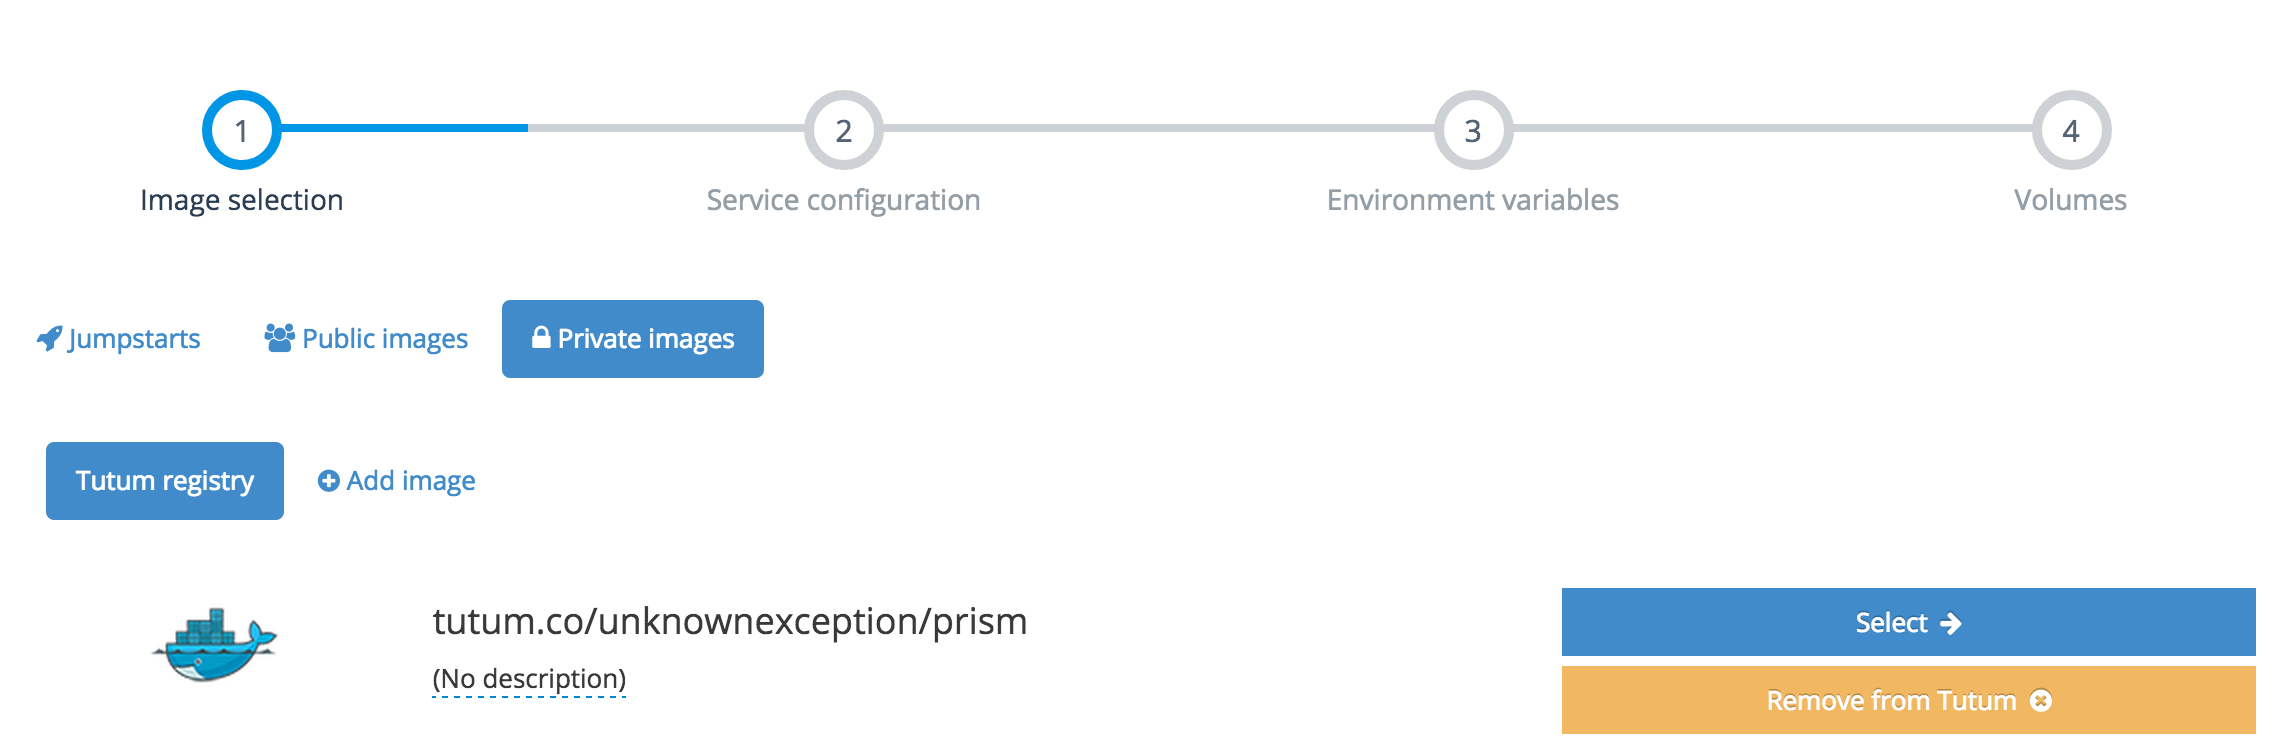 1 2 3 4
Image selection Service configuration Environment variables Volumes
Jumpstarts Public images Private images
Tutum registry Add image
tutum.co/unknownexception/prism
Select
(No description)
Remove from Tutum